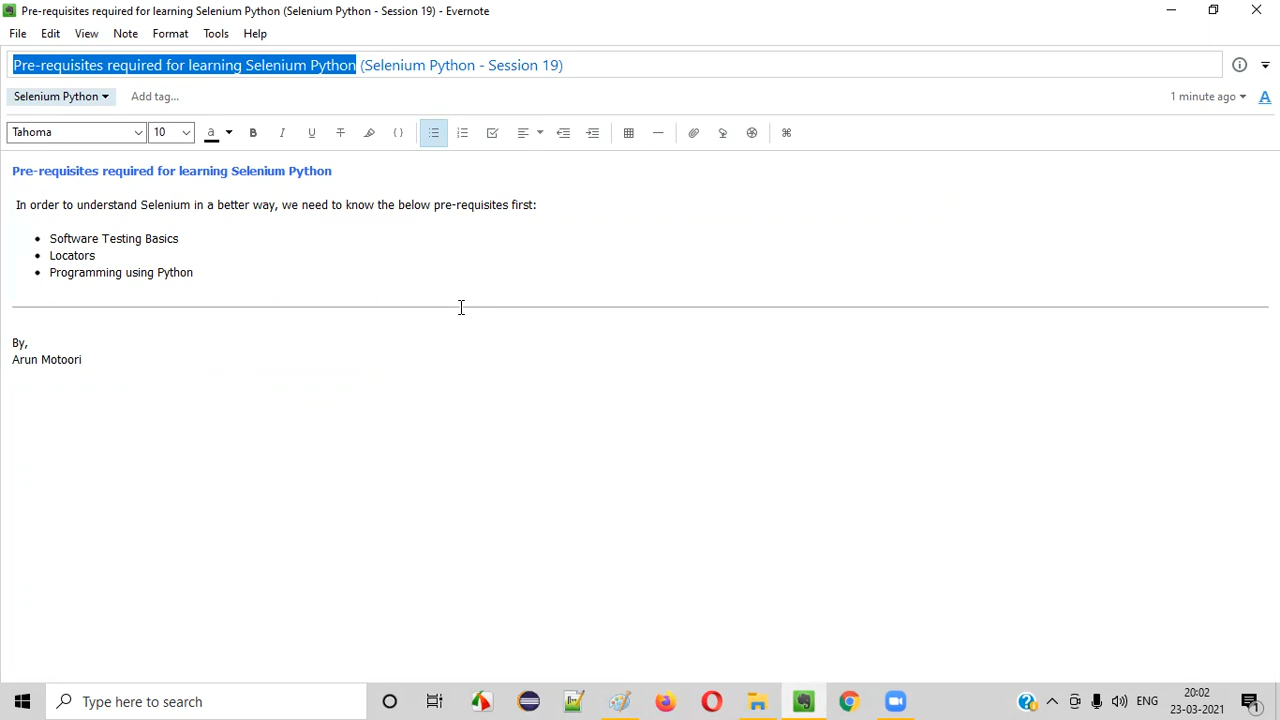 Pre-requisites required for learning Selenium Python (Selenium Python - Session 19) - Evernote
File Edit View Note Format Tools Help
Pre-requisites required for learning Selenium Python (Selenium Python - Session 19)
Selenium Python Add tag... 1 minute ago
Tahoma 10
Pre-requisites required for learning Selenium Python
In order to understand Selenium in a better way, we need to know the below pre-requisites first:
• Software Testing Basics
• Locators
• Programming using Python
By,
Arun Motoori
Type here to search
ENG
20:02
23-03-2021